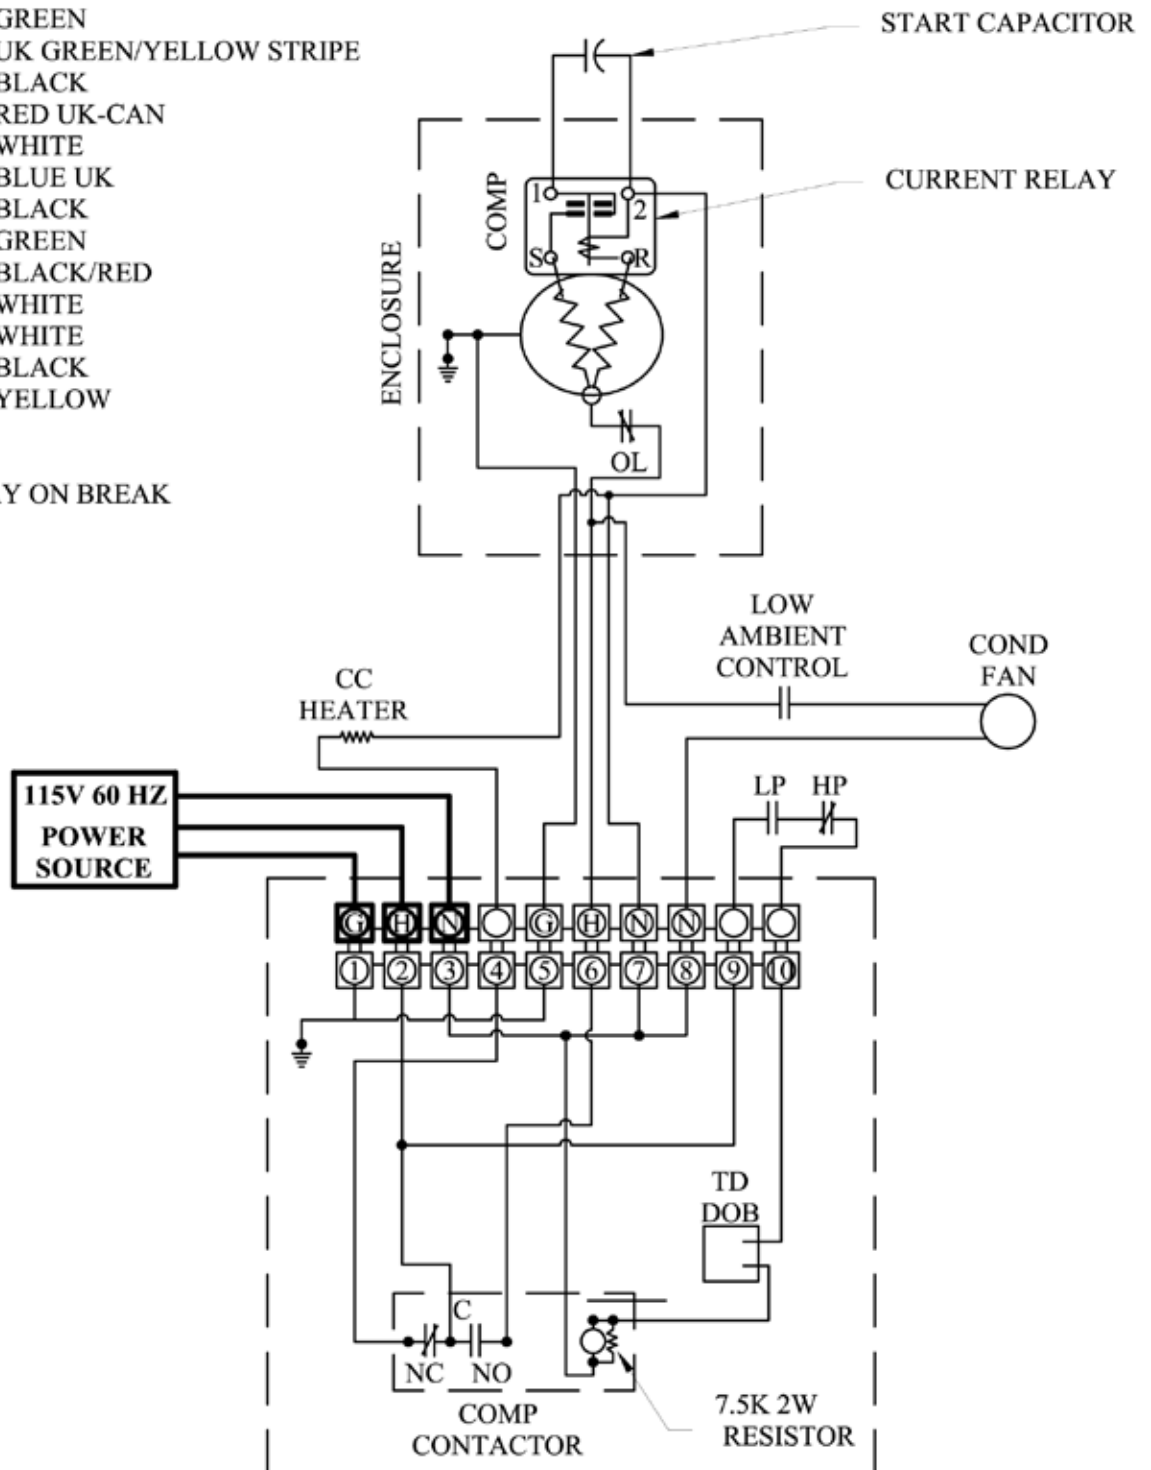 GREEN
UK GREEN/YELLOW STRIPE
BLACK
RED UK-CAN
WHITE
BLUE UK
BLACK
GREEN
BLACK/RED
WHITE
WHITE
BLACK
YELLOW
Y ON BREAK
START CAPACITOR
CURRENT RELAY
COMP
1
2
S
R
ENCLOSURE
OL
LOW
AMBIENT
CONTROL
COND
FAN
CC
HEATER
LP HP
115V 60 HZ
POWER
SOURCE
G H N G H N N
1 2 3 4 5 6 7 8 9 10
TD
DOB
C
NC NO
COMP
CONTACTOR
7.5K 2W
RESISTOR